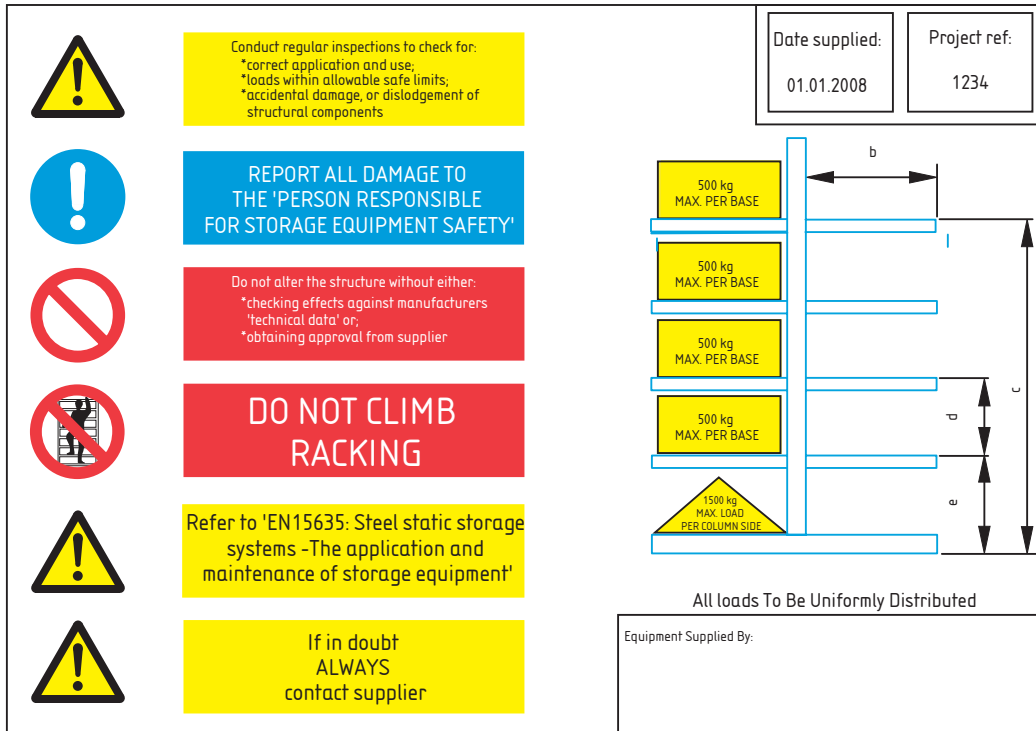 Conduct regular inspections to check for:
*correct application and use;
*loads within allowable safe limits;
*accidental damage, or dislodgement of
structural components
REPORT ALL DAMAGE TO
THE 'PERSON RESPONSIBLE
FOR STORAGE EQUIPMENT SAFETY'
Do not alter the structure without either:
*checking effects against manufacturers
'technical data' or;
*obtaining approval from supplier
DO NOT CLIMB
RACKING
Refer to 'EN15635: Steel static storage
systems -The application and
maintenance of storage equipment'
If in doubt
ALWAYS
contact supplier
Date supplied:
01.01.2008
Project ref:
1234
b
500 kg
MAX. PER BASE
500 kg
MAX. PER BASE
500 kg
MAX. PER BASE
c
d
500 kg
MAX. PER BASE
e
1500 kg
MAX. LOAD
PER COLUMN SIDE
All loads To Be Uniformly Distributed
Equipment Supplied By: